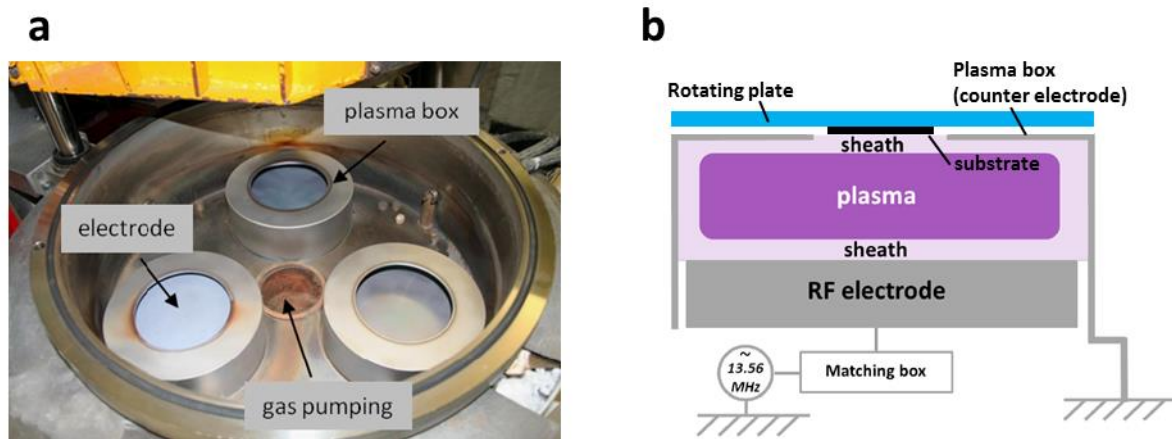 a
plasma box
electrode
gas pumping
b
Plasma box
(counter electrode)
Rotating plate
sheath
substrate
plasma
sheath
RF electrode
~
13.56
MHz
Matching box